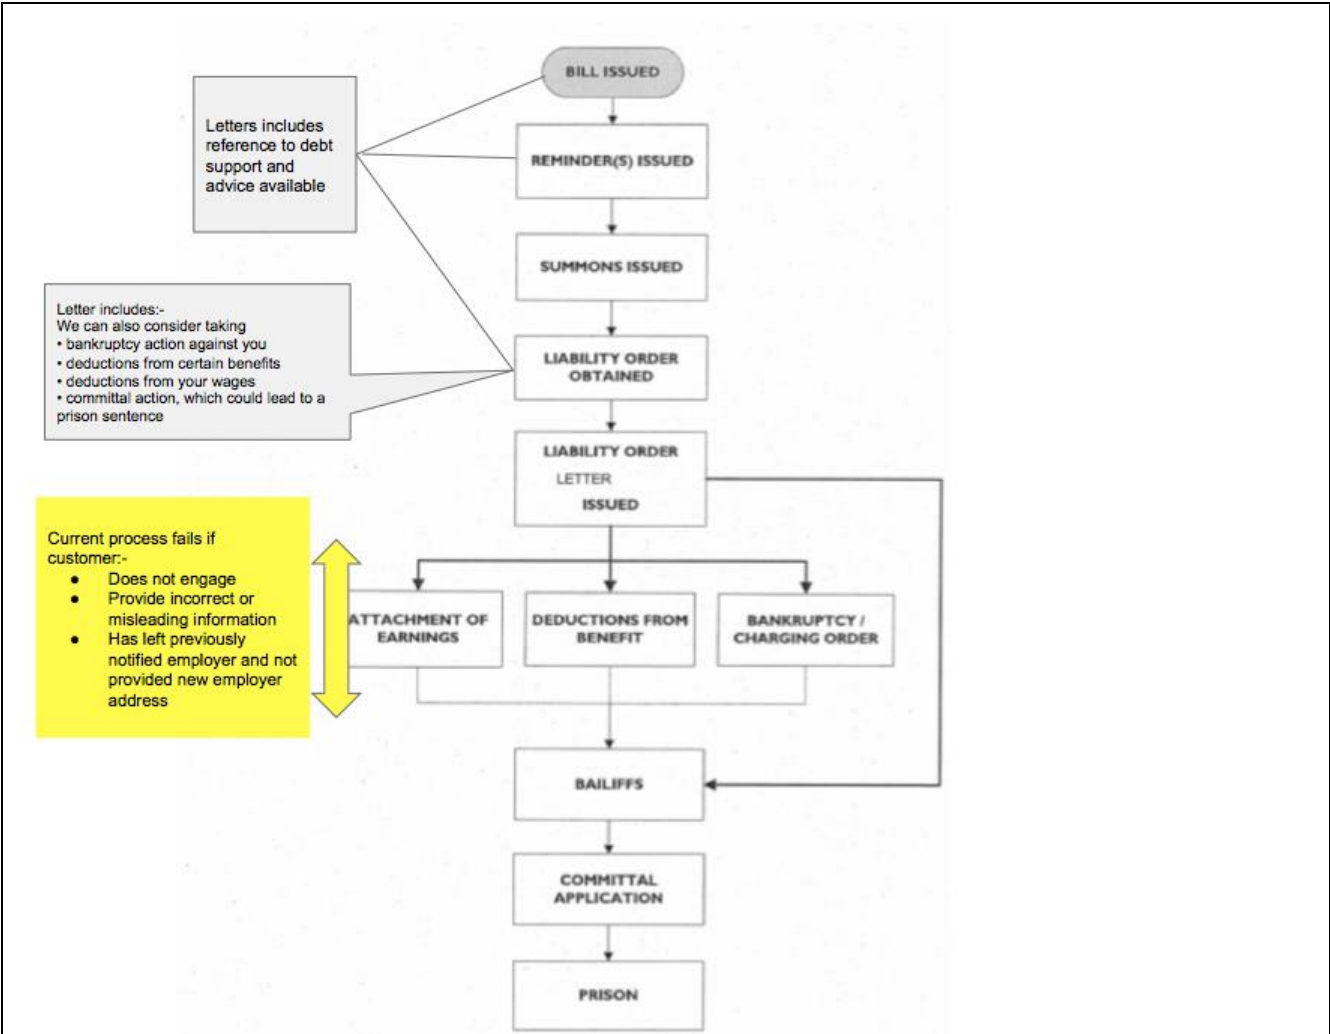 BILL ISSUED
Letters includes
reference to debt
support and
advice available
REMINDER(S) ISSUED
SUMMONS ISSUED
Letter includes:-
We can also consider taking
• bankruptcy action against you
• deductions from certain benefits
• deductions from your wages
• committal action, which could lead to a
prison sentence
LIABILITY ORDER
OBTAINED
LIABILITY ORDER
LETTER
ISSUED
Current process fails if
customer:-
● Does not engage
● Provide incorrect or
misleading information
● Has left previously
notified employer and not
provided new employer
address
ATTACHMENT OF
EARNINGS
DEDUCTIONS FROM
BENEFIT
BANKRUPTCY /
CHARGING ORDER
BAILIFFS
COMMITTAL
APPLICATION
PRISON